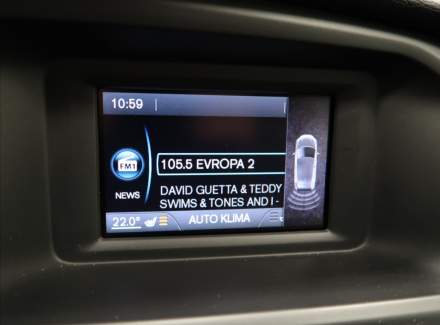 10:59
FM1
105.5 EVROPA 2
NEWS
DAVID GUETTA & TEDDY
SWIMS & TONES AND I -
22.0° AUTO KLIMA